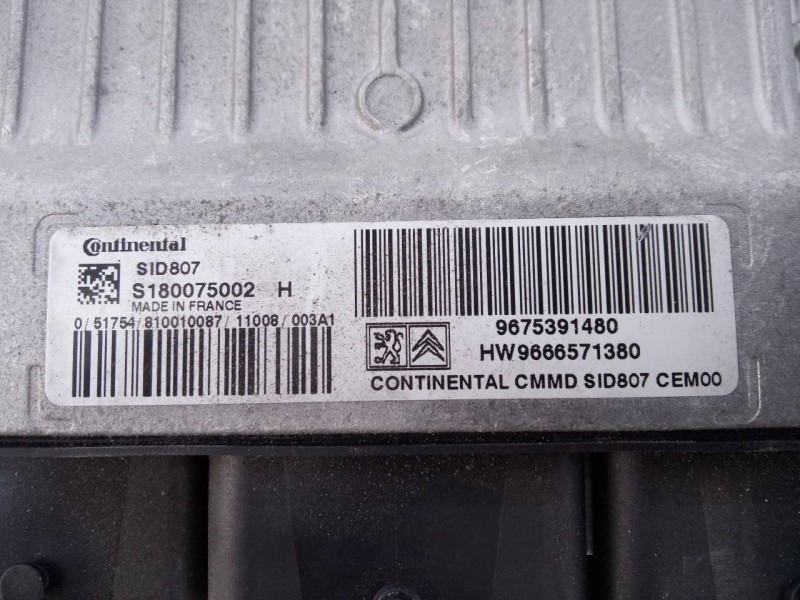 Continental
SID807
S180075002 H
MADE IN FRANCE
0/51754/810010087/11008/003A1
9675391480
HW9666571380
CONTINENTAL CMMD SID807 CEM00